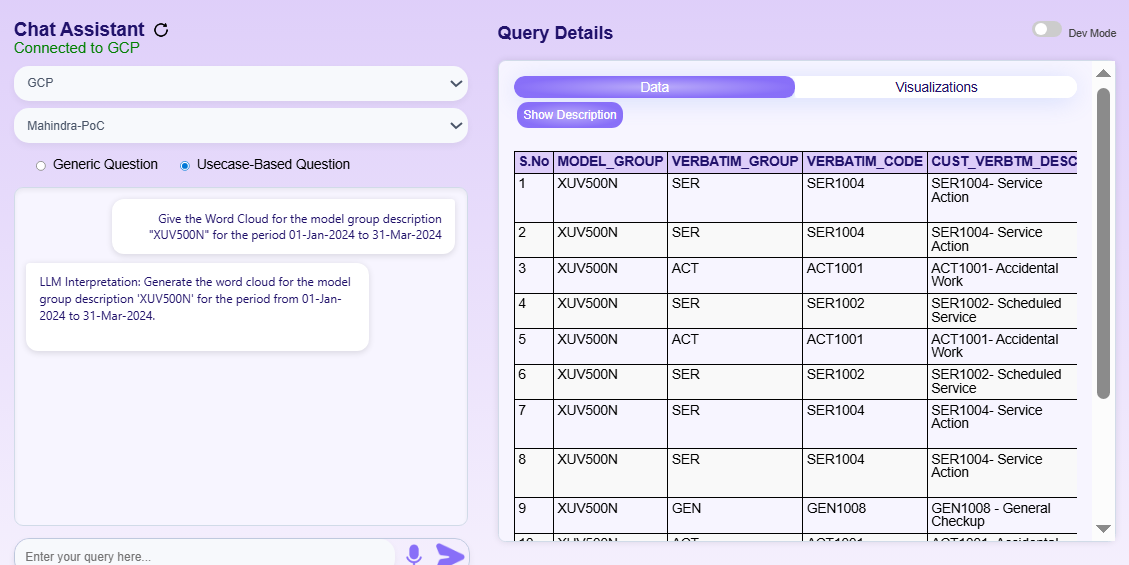 Chat Assistant
Connected to GCP
GCP
Mahindra-PoC
Generic Question Usecase-Based Question
Give the Word Cloud for the model group description
"XUV500N" for the period 01-Jan-2024 to 31-Mar-2024
LLM Interpretation: Generate the word cloud for the model
group description 'XUV500N' for the period from 01-Jan-
2024 to 31-Mar-2024.
Enter your query here...
Query Details
Dev Mode
Data Visualizations
Show Description
S.No MODEL_GROUP VERBATIM_GROUP VERBATIM_CODE CUST_VERBTM_DESC
1 XUV500N SER SER1004 SER1004- Service
Action
2 XUV500N SER SER1004 SER1004- Service
Action
3 XUV500N ACT ACT1001 ACT1001- Accidental
Work
4 XUV500N SER SER1002 SER1002- Scheduled
Service
5 XUV500N ACT ACT1001 ACT1001- Accidental
Work
6 XUV500N SER SER1002 SER1002- Scheduled
Service
7 XUV500N SER SER1004 SER1004- Service
Action
8 XUV500N SER SER1004 SER1004- Service
Action
9 XUV500N GEN GEN1008 GEN1008 - General
Checkup
10 XUV500N ACT ACT1001 ACT1001- Accidental